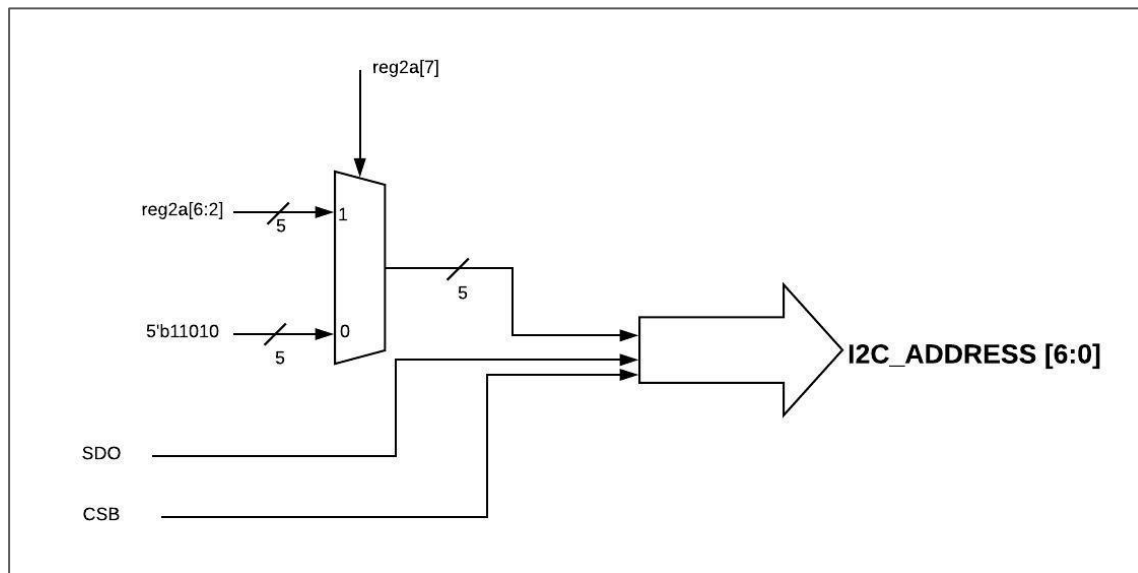 reg2a[7]
reg2a[6:2]
5
1
5
5'b11010
5
0
I2C_ADDRESS [6:0]
SDO
CSB